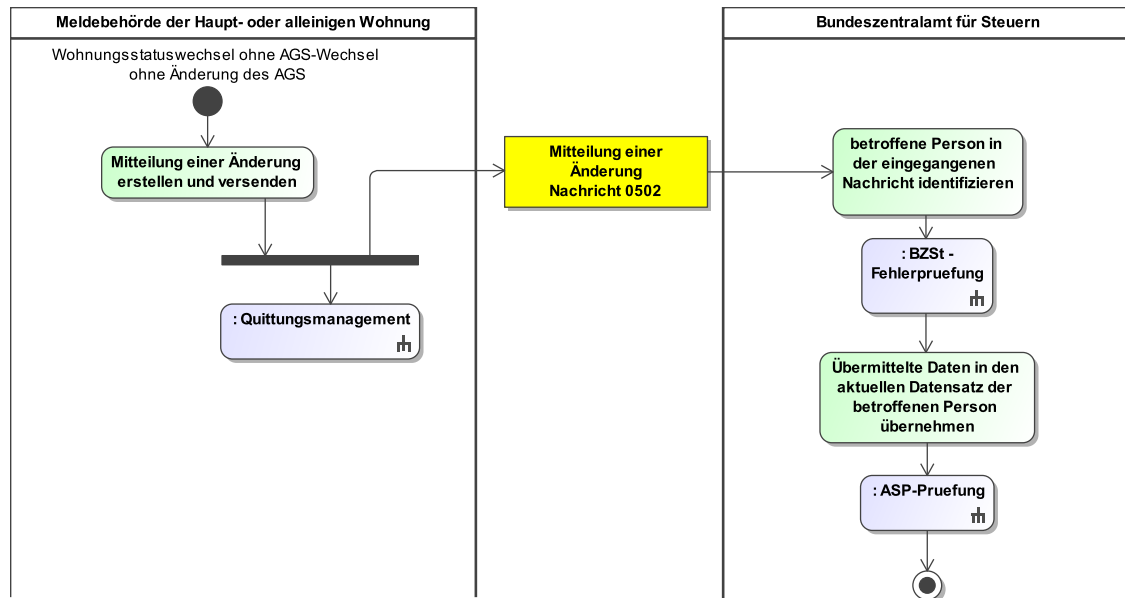 Meldebehörde der Haupt- oder alleinigen Wohnung
Wohnungsstatuswechsel ohne AGS-Wechsel
ohne Änderung des AGS
Mitteilung einer Änderung
erstellen und versenden
: Quittungsmanagement
Mitteilung einer
Änderung
Nachricht 0502
Bundeszentralamt für Steuern
betroffene Person in
der eingegangenen
Nachricht identifizieren
: BZSt -
Fehlerpruefung
Übermittelte Daten in den
aktuellen Datensatz der
betroffenen Person
übernehmen
: ASP-Pruefung